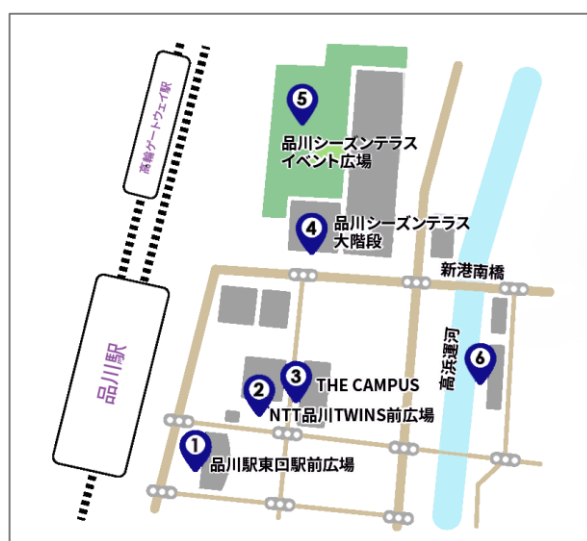 高輪ゲートウェイ駅
⑤
品川シーズンテラス
イベント広場
④
品川シーズンテラス
大階段
新港南橋
品川駅
高浜運河
⑥
③
THE CAMPUS
②
NTT品川TWINS前広場
①
品川駅東口駅前広場